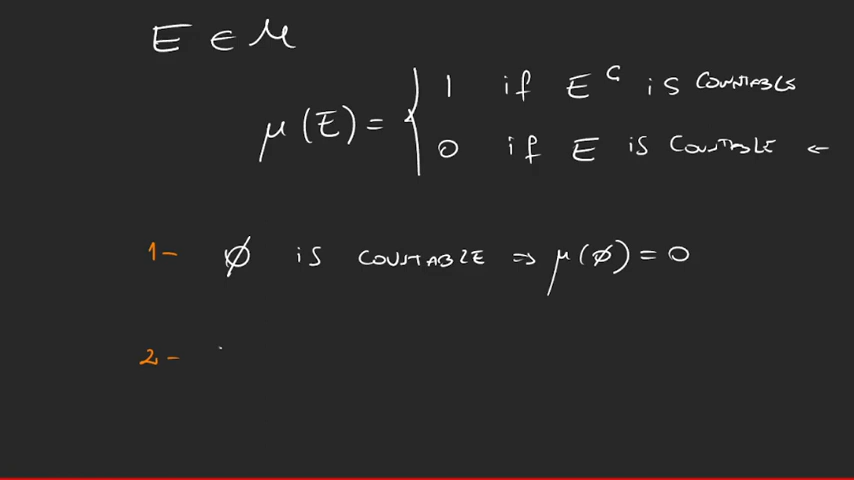 E ∈ M
μ(E) = { 1 if E^c is COUNTABLE
0 if E is COUNTABLE ←
1- ∅ is COUNTABLE ⇒ μ(∅) = 0
2-